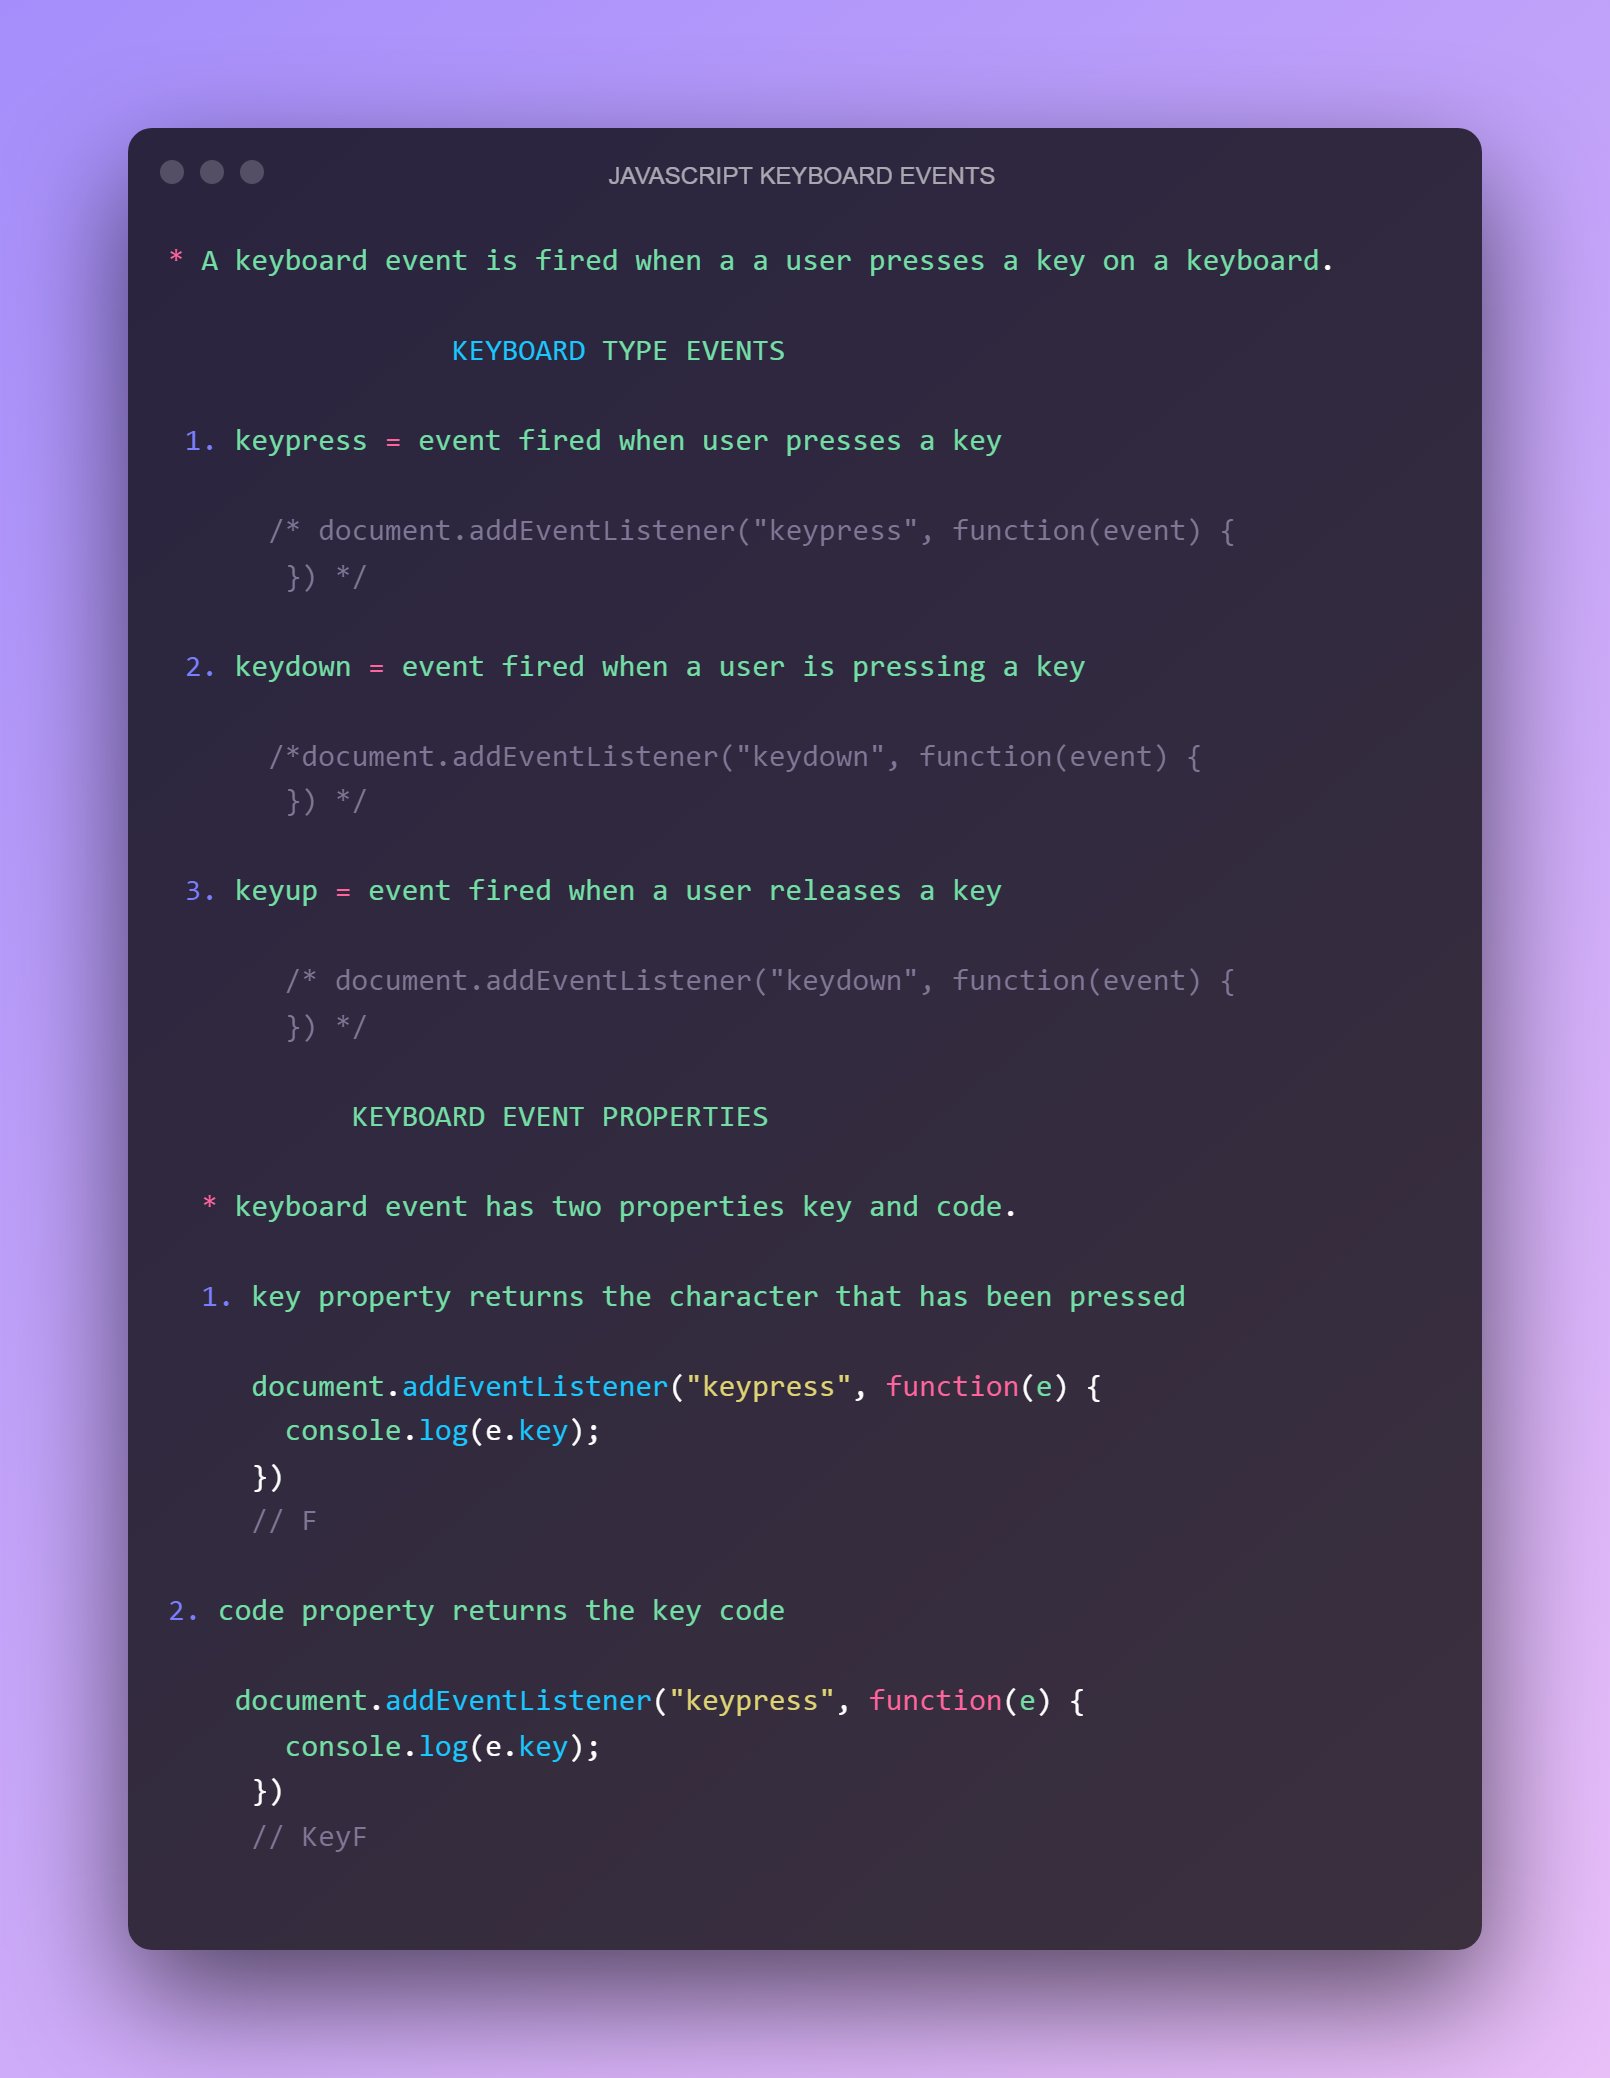 JAVASCRIPT KEYBOARD EVENTS
* A keyboard event is fired when a a user presses a key on a keyboard.
KEYBOARD TYPE EVENTS
1. keypress = event fired when user presses a key
/* document.addEventListener("keypress", function(event) {
}) */
2. keydown = event fired when a user is pressing a key
/*document.addEventListener("keydown", function(event) {
}) */
3. keyup = event fired when a user releases a key
/* document.addEventListener("keydown", function(event) {
}) */
KEYBOARD EVENT PROPERTIES
* keyboard event has two properties key and code.
1. key property returns the character that has been pressed
document.addEventListener("keypress", function(e) {
console.log(e.key);
})
// F
2. code property returns the key code
document.addEventListener("keypress", function(e) {
console.log(e.key);
})
// KeyF